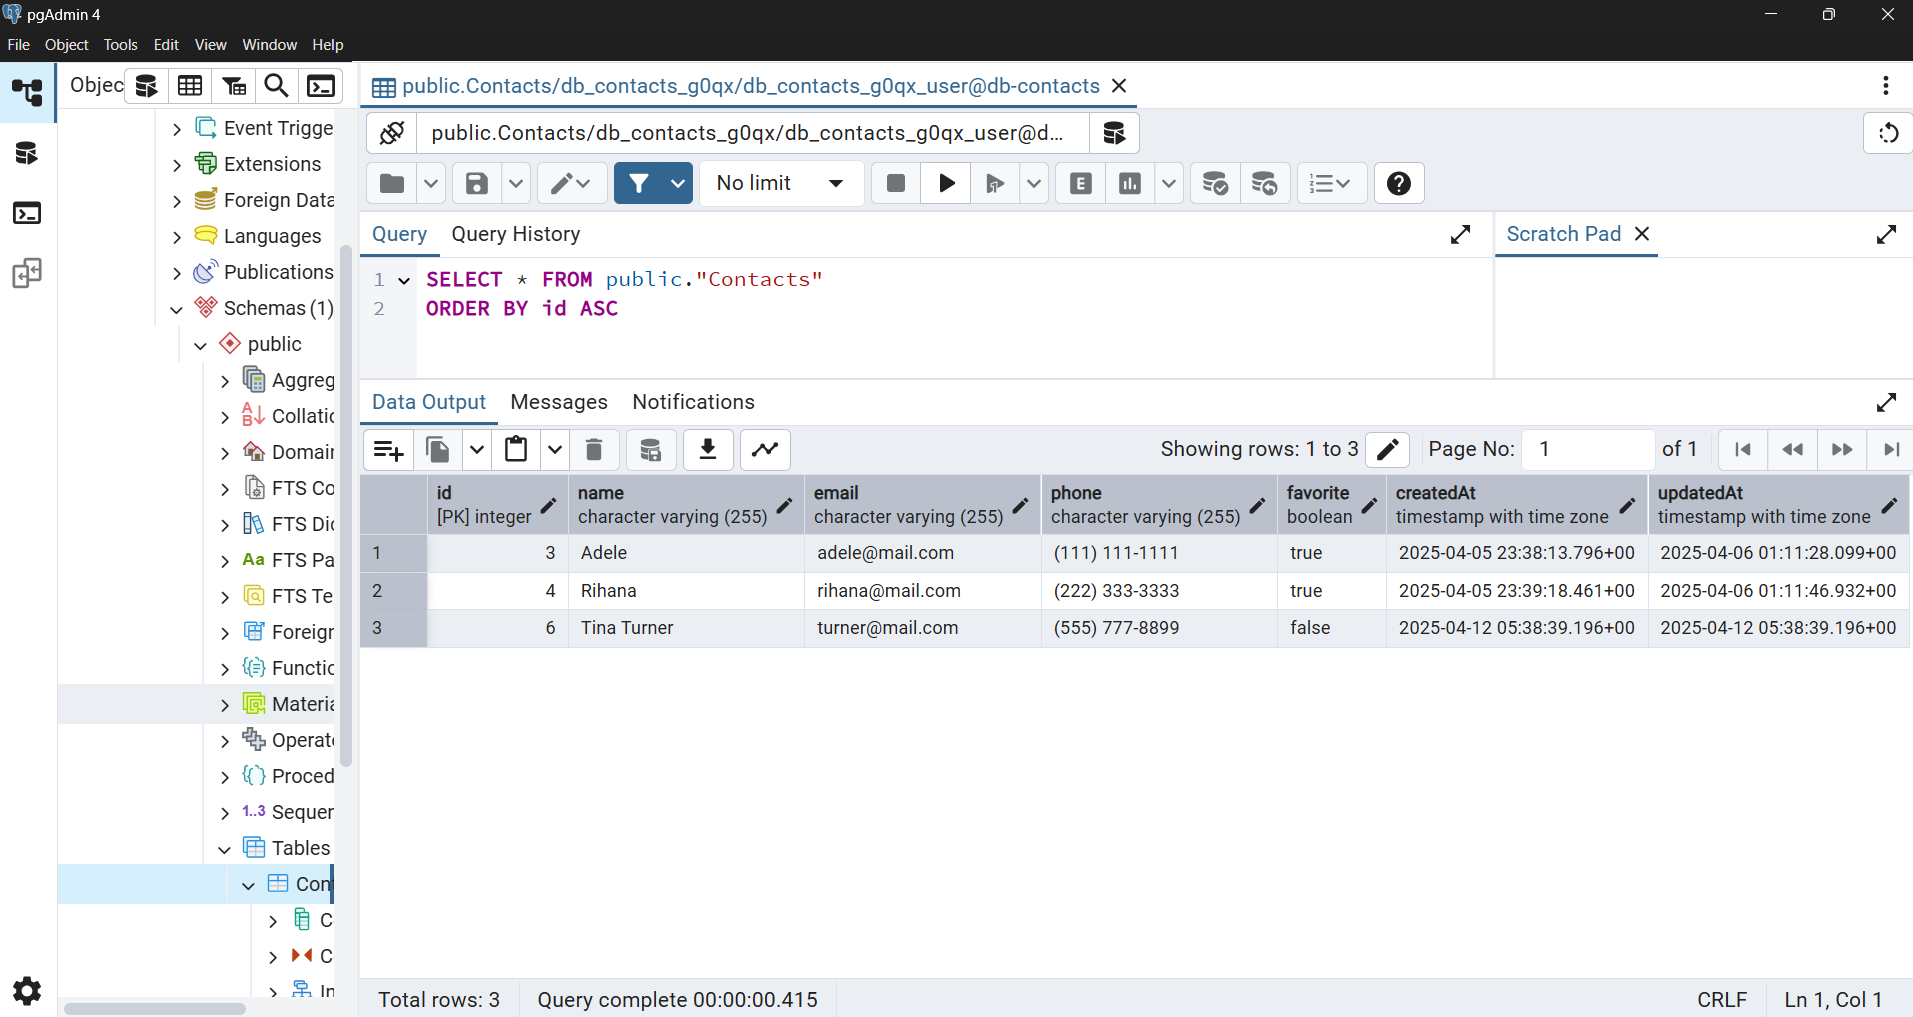 pgAdmin 4
File Object Tools Edit View Window Help
Objec
Event Trigge
Extensions
Foreign Data
Languages
Publications
Schemas (1)
public
Aggreg
Collatio
Domain
FTS Co
FTS Dic
Aa FTS Pa
FTS Te
Foreign
Functio
Materia
Operato
Proced
1..3 Sequen
Tables
Con
C
C
In
public.Contacts/db_contacts_g0qx/db_contacts_g0qx_user@db-contacts
public.Contacts/db_contacts_g0qx/db_contacts_g0qx_user@d...
No limit
E
Query Query History
Scratch Pad
1 SELECT * FROM public."Contacts"
2 ORDER BY id ASC
Data Output Messages Notifications
Showing rows: 1 to 3 Page No: 1 of 1
id name email phone favorite createdAt updatedAt
[PK] integer character varying (255) character varying (255) character varying (255) boolean timestamp with time zone timestamp with time zone
1 3 Adele adele@mail.com (111) 111-1111 true 2025-04-05 23:38:13.796+00 2025-04-06 01:11:28.099+00
2 4 Rihana rihana@mail.com (222) 333-3333 true 2025-04-05 23:39:18.461+00 2025-04-06 01:11:46.932+00
3 6 Tina Turner turner@mail.com (555) 777-8899 false 2025-04-12 05:38:39.196+00 2025-04-12 05:38:39.196+00
Total rows: 3 Query complete 00:00:00.415 CRLF Ln 1, Col 1